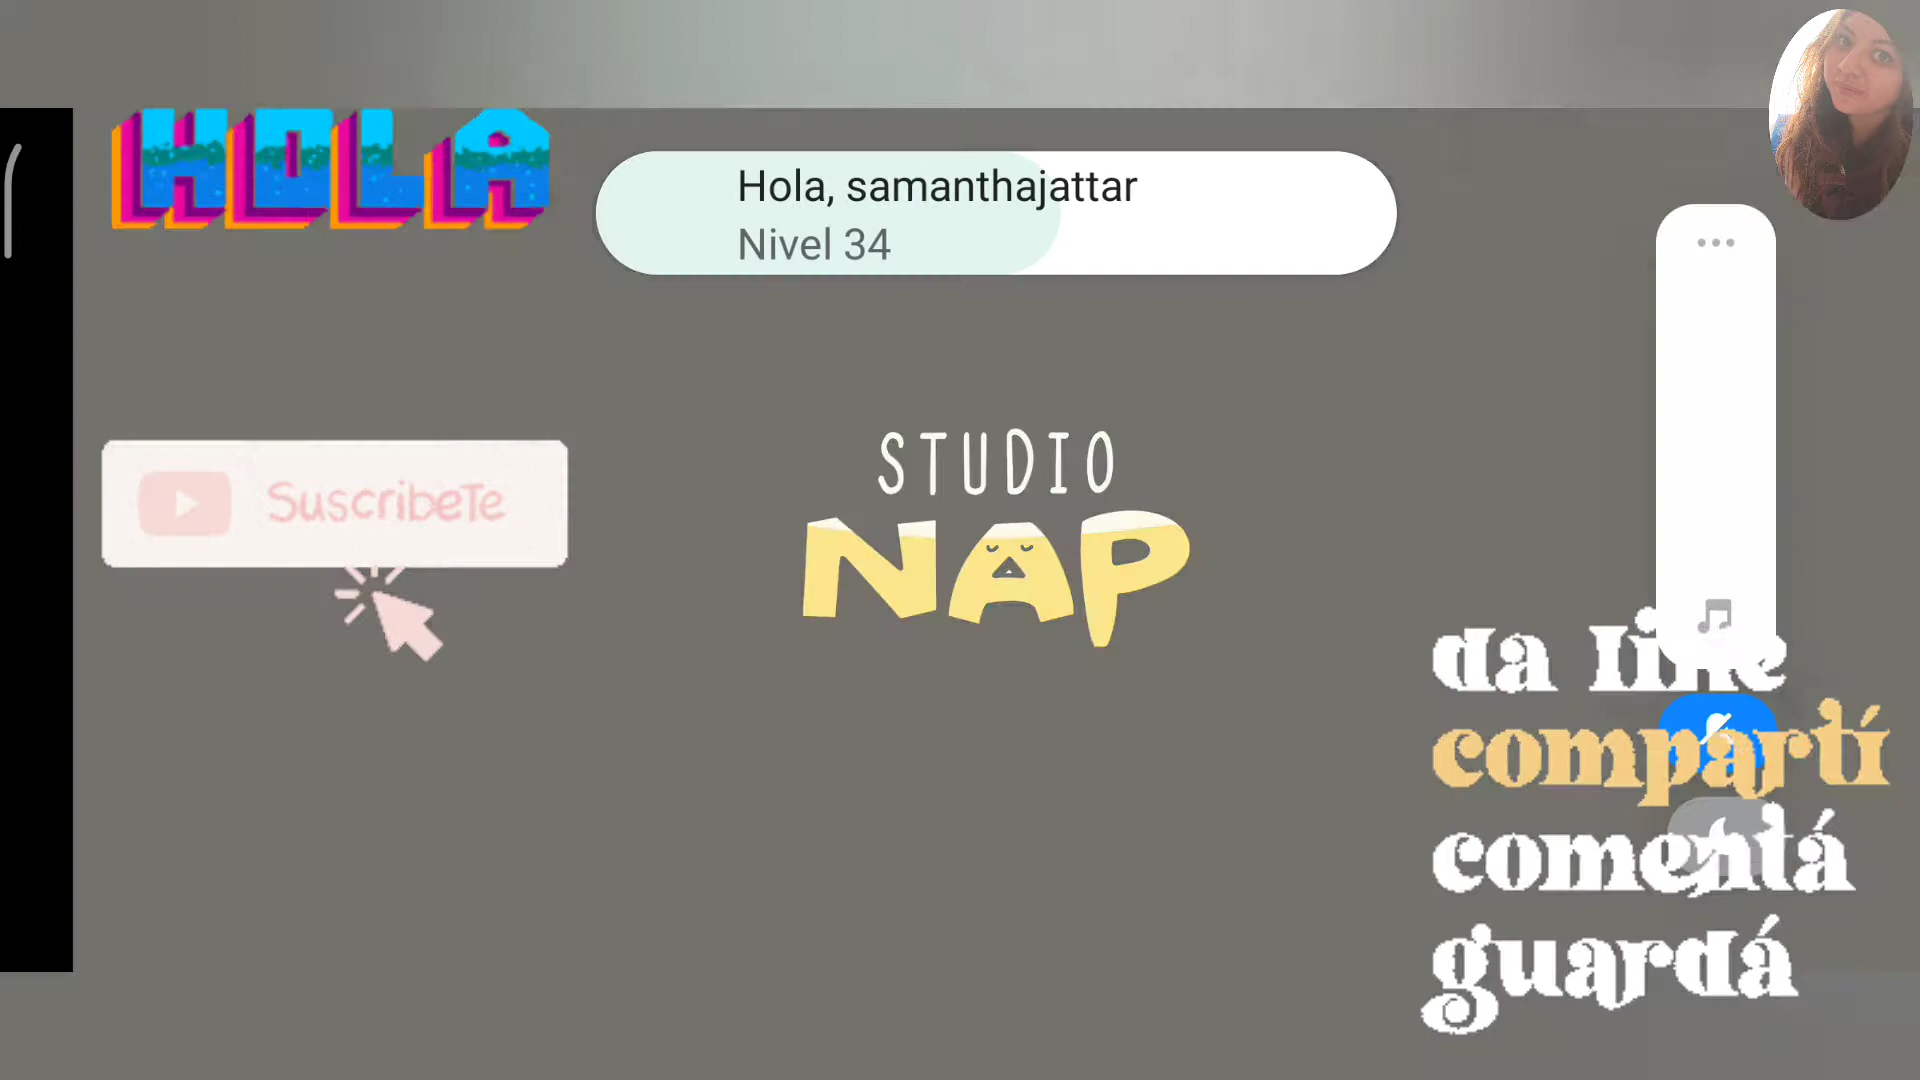 HOLA
Hola, samanthajattar
Nivel 34
SuscribeTe
STUDIO
NAP
da like
compartí
comentá
guardá